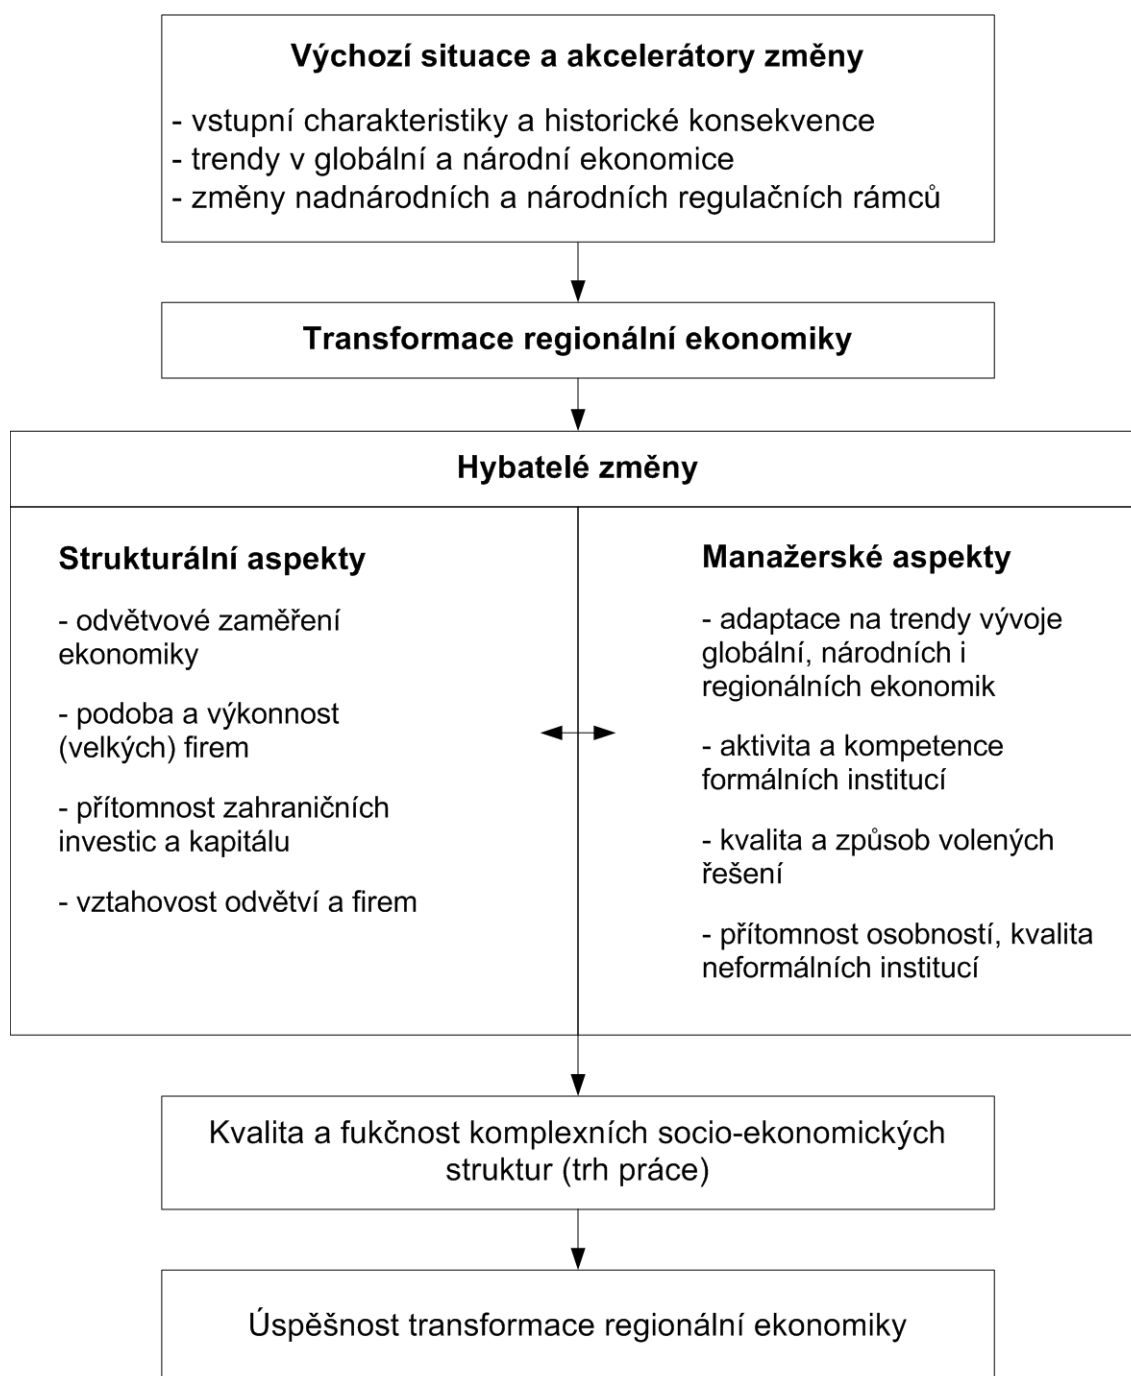 Výchozí situace a akcelerátory změny
- vstupní charakteristiky a historické konsekvence
- trendy v globální a národní ekonomice
- změny nadnárodních a národních regulačních rámců
Transformace regionální ekonomiky
Hybatelé změny
Strukturální aspekty
- odvětvové zaměření
ekonomiky
- podoba a výkonnost
(velkých) firem
- přítomnost zahraničních
investic a kapitálu
- vztahovost odvětví a firem
Manažerské aspekty
- adaptace na trendy vývoje
globální, národních i
regionálních ekonomik
- aktivita a kompetence
formálních institucí
- kvalita a způsob volených
řešení
- přítomnost osobností, kvalita
neformálních institucí
Kvalita a fukčnost komplexních socio-ekonomických
struktur (trh práce)
Úspěšnost transformace regionální ekonomiky